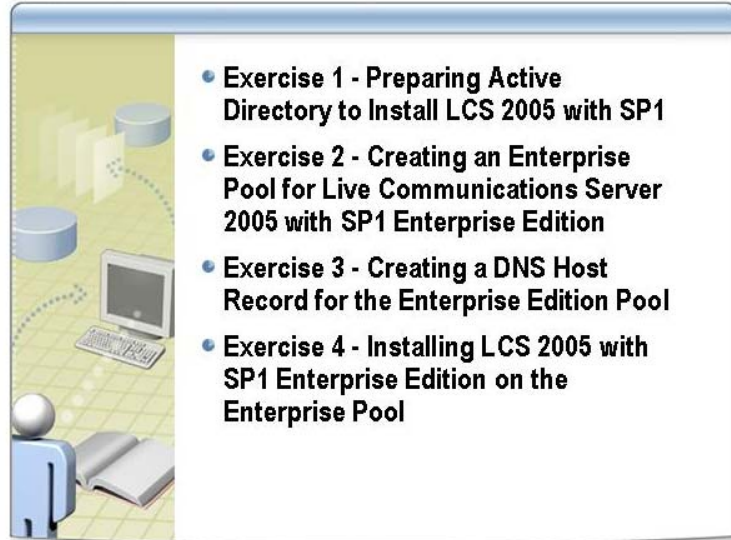 Exercise 1 - Preparing Active
Directory to Install LCS 2005 with SP1
Exercise 2 - Creating an Enterprise
Pool for Live Communications Server
2005 with SP1 Enterprise Edition
Exercise 3 - Creating a DNS Host
Record for the Enterprise Edition Pool
Exercise 4 - Installing LCS 2005 with
SP1 Enterprise Edition on the
Enterprise Pool